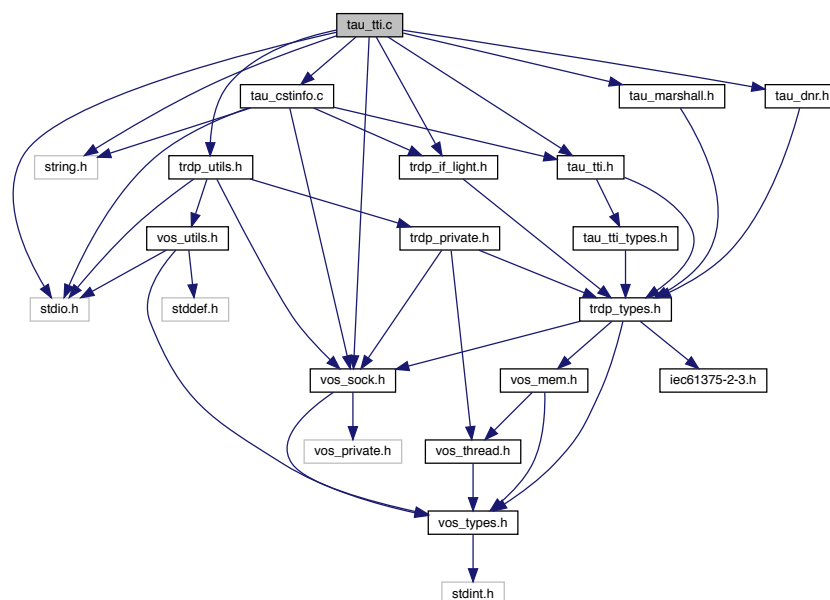 tau_tti.c
tau_cstinfo.c
tau_marshall.h
tau_dnr.h
string.h
trdp_utils.h
trdp_if_light.h
tau_tti.h
vos_utils.h
trdp_private.h
tau_tti_types.h
stdio.h
stddef.h
trdp_types.h
vos_sock.h
vos_mem.h
iec61375-2-3.h
vos_private.h
vos_thread.h
vos_types.h
stdint.h